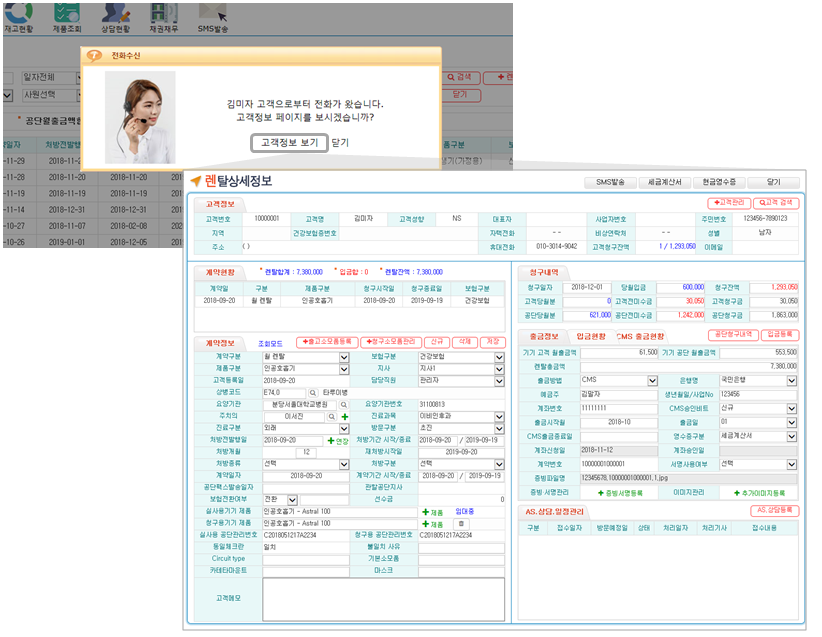 재고현황 제품조회 상담현황 채권채무 SMS발송
일자전체 검색
사원선택 닫기
공단월출금액
전화수신
김미자 고객으로부터 전화가 왔습니다.
고객정보 페이지를 보시겠습니까?
고객정보 보기 닫기
처방전발 품구분
-11-29 2018-11-2
-11-28 2018-11-20 2018-11-20 201
-11-19 2018-11-19 2018-11-19 201
-11-14 2018-12-31 2018-12-31 201
-10-27 2018-11-07 2018-02-08 202
-10-26 2019-01-01 2018-12-05 201
렌탈상세정보 SMS발송 세금계산서 현금영수증 닫기
고객정보 고객관리 고객 검색
고객번호 10000001 고객명 김미자 고객성향 NS 대표자 사업자번호 주민번호 123456-7890123
지역 건강보험증번호 자택전화 - - 비상연락처 - - 성별 남자
주소 ( ) 휴대전화 010-3014-9042 고객청구잔액 1 / 1,293,050 이메일
계약현황 * 렌탈합계 : 7,380,000 * 입금합 : 0 * 렌탈잔액 : 7,380,000
계약일 구분 제품구분 청구시작일 청구종료일 보험구분
2018-09-20 월 렌탈 인공호흡기 2018-09-20 2019-09-19 건강보험
계약정보 조회모드 출고소모품등록 청구소모품관리 신규 삭제 저장
계약구분 월 렌탈 보험구분 건강보험
제품구분 인공호흡기 지사 지사1
고객등록일 2018-09-20 담당직원 관리자
상병코드 E74.0 타루이병
요양기관 분당서울대학교병원 요양기관번호 31100813
주치의 이서진 진료과목 이비인후과
진료구분 외래 방문구분 초진
처방전발행일 2018-09-20 연장 처방기간 시작/종료 2018-09-20 / 2019-09-19
처방개월 12 재처방시작일 2019-09-20
처방종류 선택 처방구분 선택
계약일자 2018-09-20 계약기간 시작/종료 2018-09-20 / 2019-09-19
공단팩스발송일자 판탈공단지사
보험전환여부 전환 선수금 0
실사용기기 제품 인공호흡기 - Astral 100 제품 임대중
청구용기기 제품 인공호흡기 - Astral 100 제품
실사용 공단관리번호 C2018051217A2234 청구용 공단관리번호 C2018051217A2234
동일체크란 일치 불일치 사유
Circuit type 기본소모품
카테터마운트 마스크
고객메모
청구내역
청구일자 2018-12-01 당월입금 600,000 청구잔액 1,293,050
고객당월분 0 고객전미수금 30,050 고객청구금 30,050
공단당월분 621,000 공단전미수금 1,242,000 공단청구금 1,863,000
출금정보 입금현황 CMS 출금현황 공단청구내역 입금등록
기기 고객 월출금액 61,500 기기 공단 월출금액 553,500
렌탈출금액 7,380,000
출금방법 CMS 은행명 국민은행
예금주 김말자 생년월일/사업No 123456
계좌번호 11111111 CMS승인비트 신규
출금시작월 2018-10 출금일 01
CMS출금종료일 영수증구분 세금계산서
계좌신청일 2018-11-12 계좌승인일
계약번호 10000001000001 서명사용여부 선택
증빙파일명 12345678,10000001000001_1.jpg
증빙·서명관리 증빙서명등록 이미지관리 추가이미지등록
AS,상담,일정관리 AS,상담등록
구분 접수일자 방문예정일 상태 처리일자 처리기사 접수내용